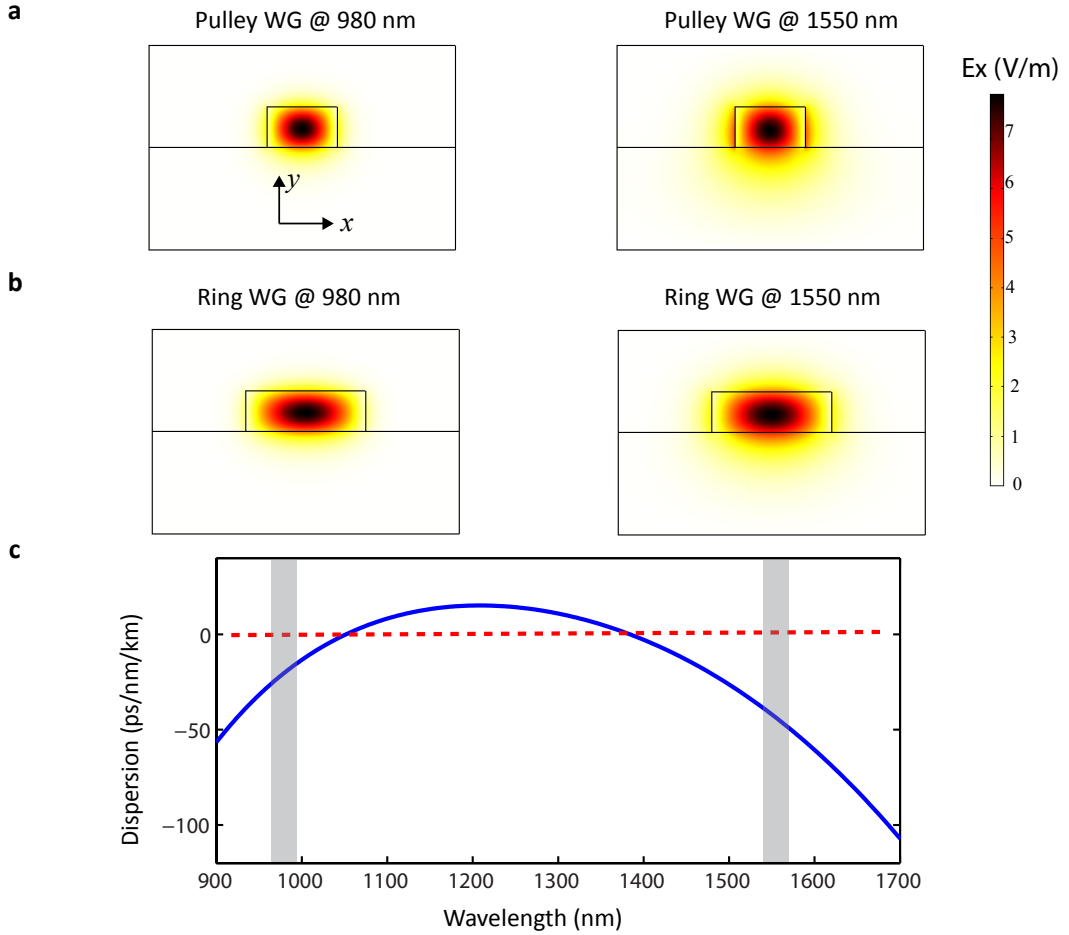 a
Pulley WG @ 980 nm
Pulley WG @ 1550 nm
Ex (V/m)
7
6
5
4
3
2
1
0
y
x
b
Ring WG @ 980 nm
Ring WG @ 1550 nm
c
Dispersion (ps/nm/km)
0
−50
−100
900 1000 1100 1200 1300 1400 1500 1600 1700
Wavelength (nm)